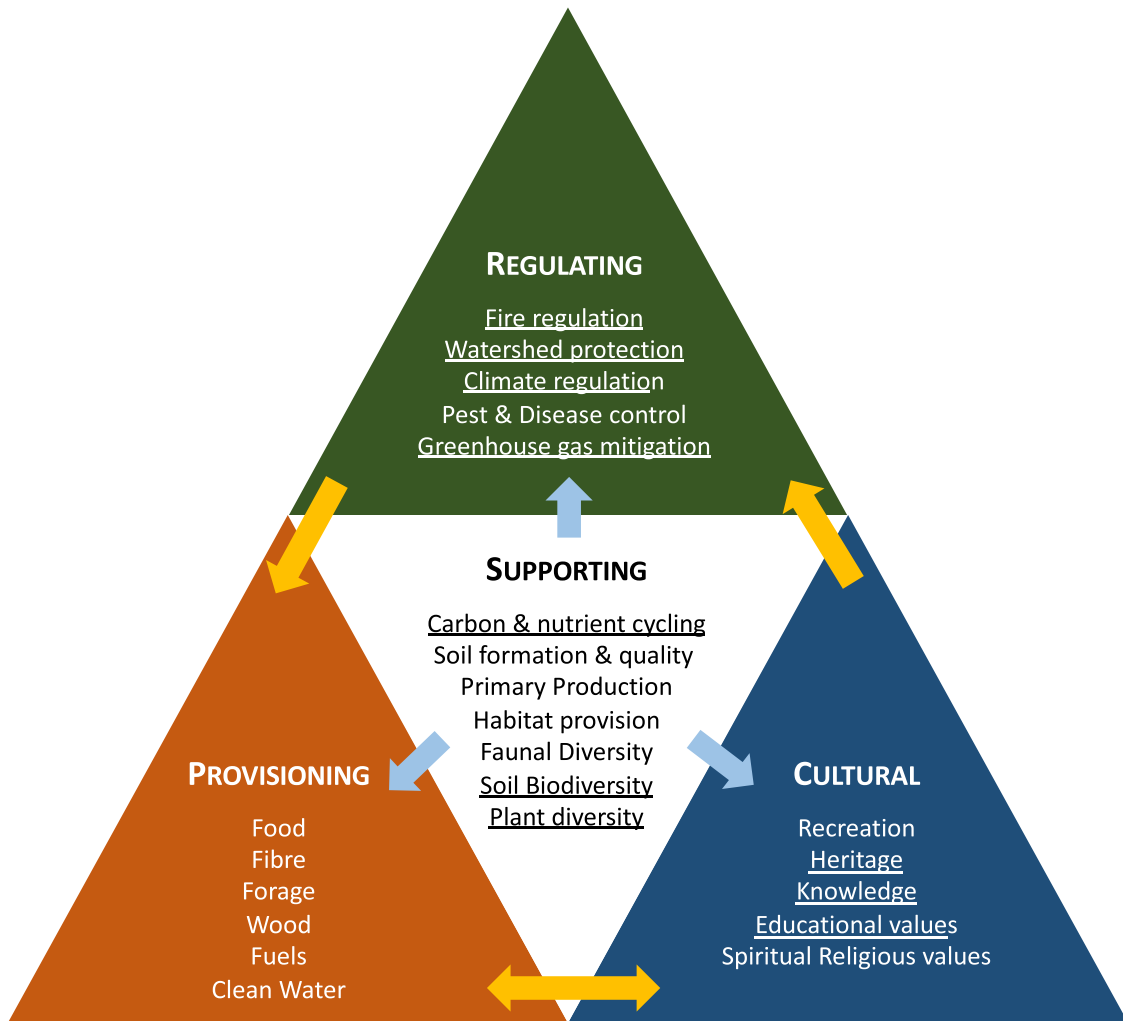 REGULATING
Fire regulation
Watershed protection
Climate regulation
Pest & Disease control
Greenhouse gas mitigation
SUPPORTING
Carbon & nutrient cycling
Soil formation & quality
Primary Production
Habitat provision
Faunal Diversity
Soil Biodiversity
Plant diversity
PROVISIONING
Food
Fibre
Forage
Wood
Fuels
Clean Water
CULTURAL
Recreation
Heritage
Knowledge
Educational values
Spiritual Religious values